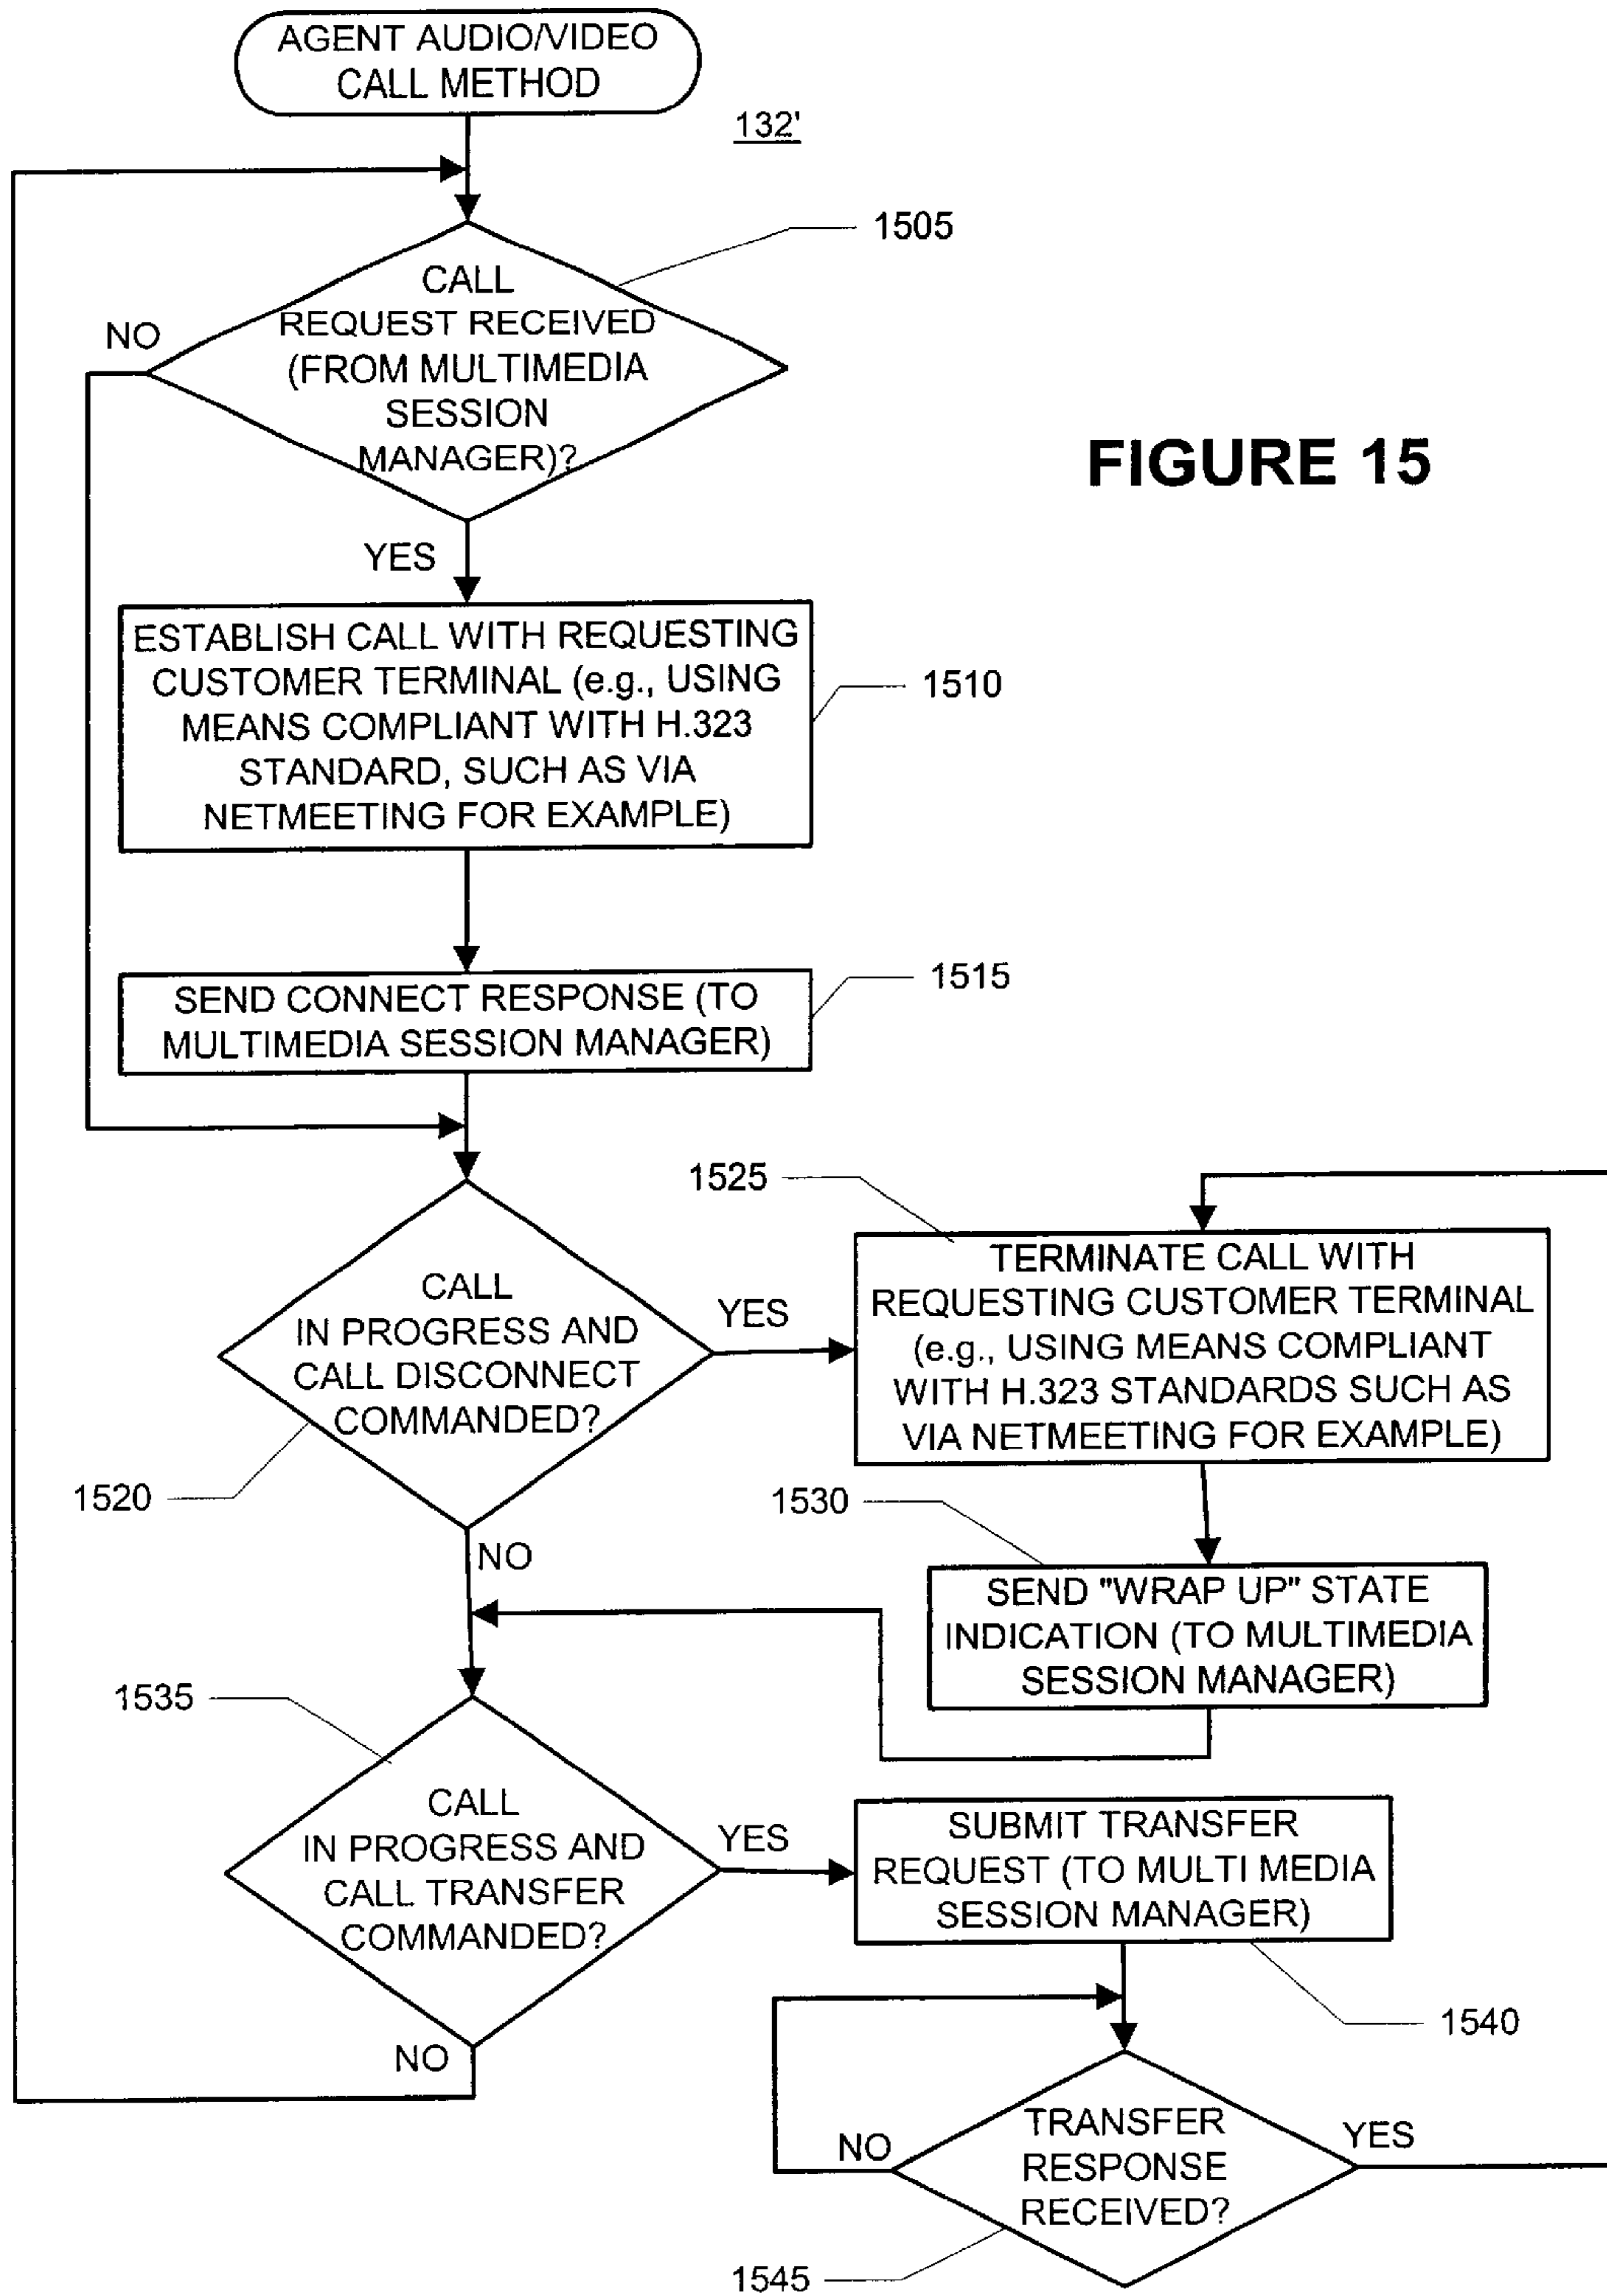 AGENT AUDIO/VIDEO
CALL METHOD
132'
1505
CALL
REQUEST RECEIVED
(FROM MULTIMEDIA
SESSION
MANAGER)?
NO
FIGURE 15
YES
ESTABLISH CALL WITH REQUESTING
CUSTOMER TERMINAL (e.g., USING
MEANS COMPLIANT WITH H.323
STANDARD, SUCH AS VIA
NETMEETING FOR EXAMPLE)
1510
SEND CONNECT RESPONSE (TO
MULTIMEDIA SESSION MANAGER)
1515
CALL
IN PROGRESS AND
CALL DISCONNECT
COMMANDED?
1520
YES
1525
TERMINATE CALL WITH
REQUESTING CUSTOMER TERMINAL
(e.g., USING MEANS COMPLIANT
WITH H.323 STANDARDS SUCH AS
VIA NETMEETING FOR EXAMPLE)
1530
SEND "WRAP UP" STATE
INDICATION (TO MULTIMEDIA
SESSION MANAGER)
NO
1535
CALL
IN PROGRESS AND
CALL TRANSFER
COMMANDED?
YES
NO
SUBMIT TRANSFER
REQUEST (TO MULTI MEDIA
SESSION MANAGER)
1540
TRANSFER
RESPONSE
RECEIVED?
NO
YES
1545